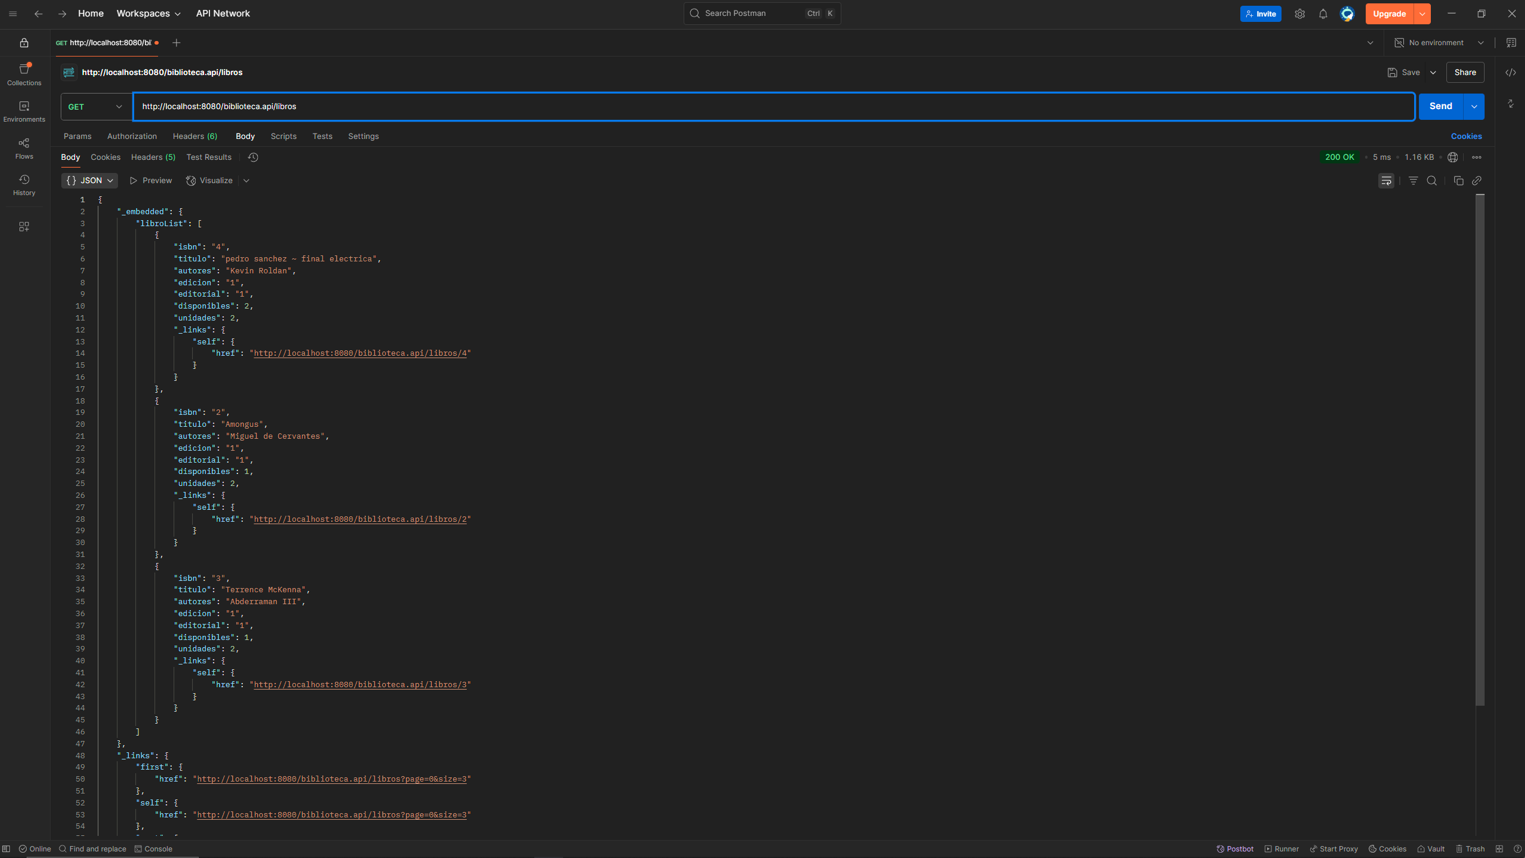 Home Workspaces API Network Search Postman Ctrl K Invite Upgrade
GET http://localhost:8080/bi No environment
http://localhost:8080/biblioteca.api/libros Save Share
Collections
GET http://localhost:8080/biblioteca.api/libros Send
Environments
Params Authorization Headers (6) Body Scripts Tests Settings Cookies
Flows
Body Cookies Headers (5) Test Results 200 OK 5 ms 1.16 KB
History
{ } JSON Preview Visualize
1 {
2 "_embedded": {
3 "libroList": [
4 {
5 "isbn": "4",
6 "titulo": "pedro sanchez - final electrica",
7 "autores": "Kevin Roldan",
8 "edicion": "1",
9 "editorial": "1",
10 "disponibles": 2,
11 "unidades": 2,
12 "_links": {
13 "self": {
14 "href": "http://localhost:8080/biblioteca.api/libros/4"
15 }
16 }
17 },
18 {
19 "isbn": "2",
20 "titulo": "Amongus",
21 "autores": "Miguel de Cervantes",
22 "edicion": "1",
23 "editorial": "1",
24 "disponibles": 1,
25 "unidades": 2,
26 "_links": {
27 "self": {
28 "href": "http://localhost:8080/biblioteca.api/libros/2"
29 }
30 }
31 },
32 {
33 "isbn": "3",
34 "titulo": "Terrence McKenna",
35 "autores": "Abderraman III",
36 "edicion": "1",
37 "editorial": "1",
38 "disponibles": 1,
39 "unidades": 2,
40 "_links": {
41 "self": {
42 "href": "http://localhost:8080/biblioteca.api/libros/3"
43 }
44 }
45 }
46 ]
47 },
48 "_links": {
49 "first": {
50 "href": "http://localhost:8080/biblioteca.api/libros?page=0&size=3"
51 },
52 "self": {
53 "href": "http://localhost:8080/biblioteca.api/libros?page=0&size=3"
54 },
Online Find and replace Console Postbot Runner Start Proxy Cookies Vault Trash